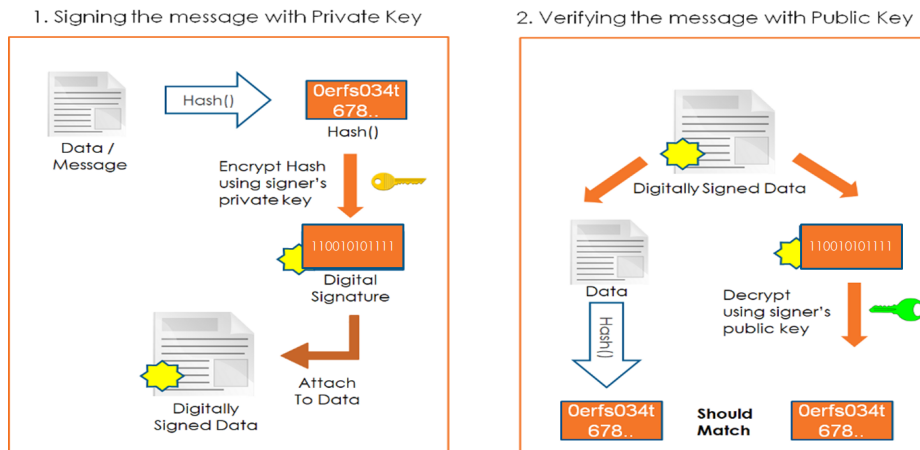 1. Signing the message with Private Key
Data /
Message
Hash()
0erfs034t
678..
Hash()
Encrypt Hash
using signer's
private key
110010101111
Digital
Signature
Attach
To Data
Digitally
Signed Data
2. Verifying the message with Public Key
Digitally Signed Data
Data
110010101111
Decrypt
using signer's
public key
Hash()
0erfs034t
678..
Should
Match
0erfs034t
678..